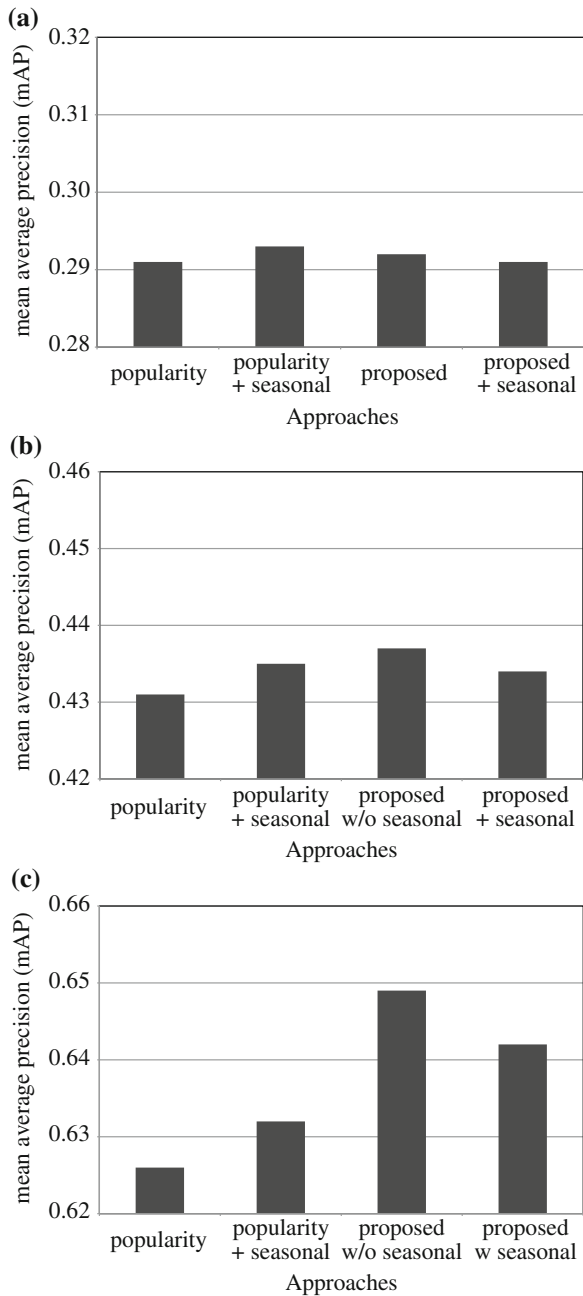 (a)
mean average precision (mAP)
0.32
0.31
0.30
0.29
0.28
popularity
popularity
+ seasonal
proposed
proposed
+ seasonal
Approaches
(b)
mean average precision (mAP)
0.46
0.45
0.44
0.43
0.42
popularity
popularity
+ seasonal
proposed
w/o seasonal
proposed
+ seasonal
Approaches
(c)
mean average precision (mAP)
0.66
0.65
0.64
0.63
0.62
popularity
popularity
+ seasonal
proposed
w/o seasonal
proposed
w seasonal
Approaches